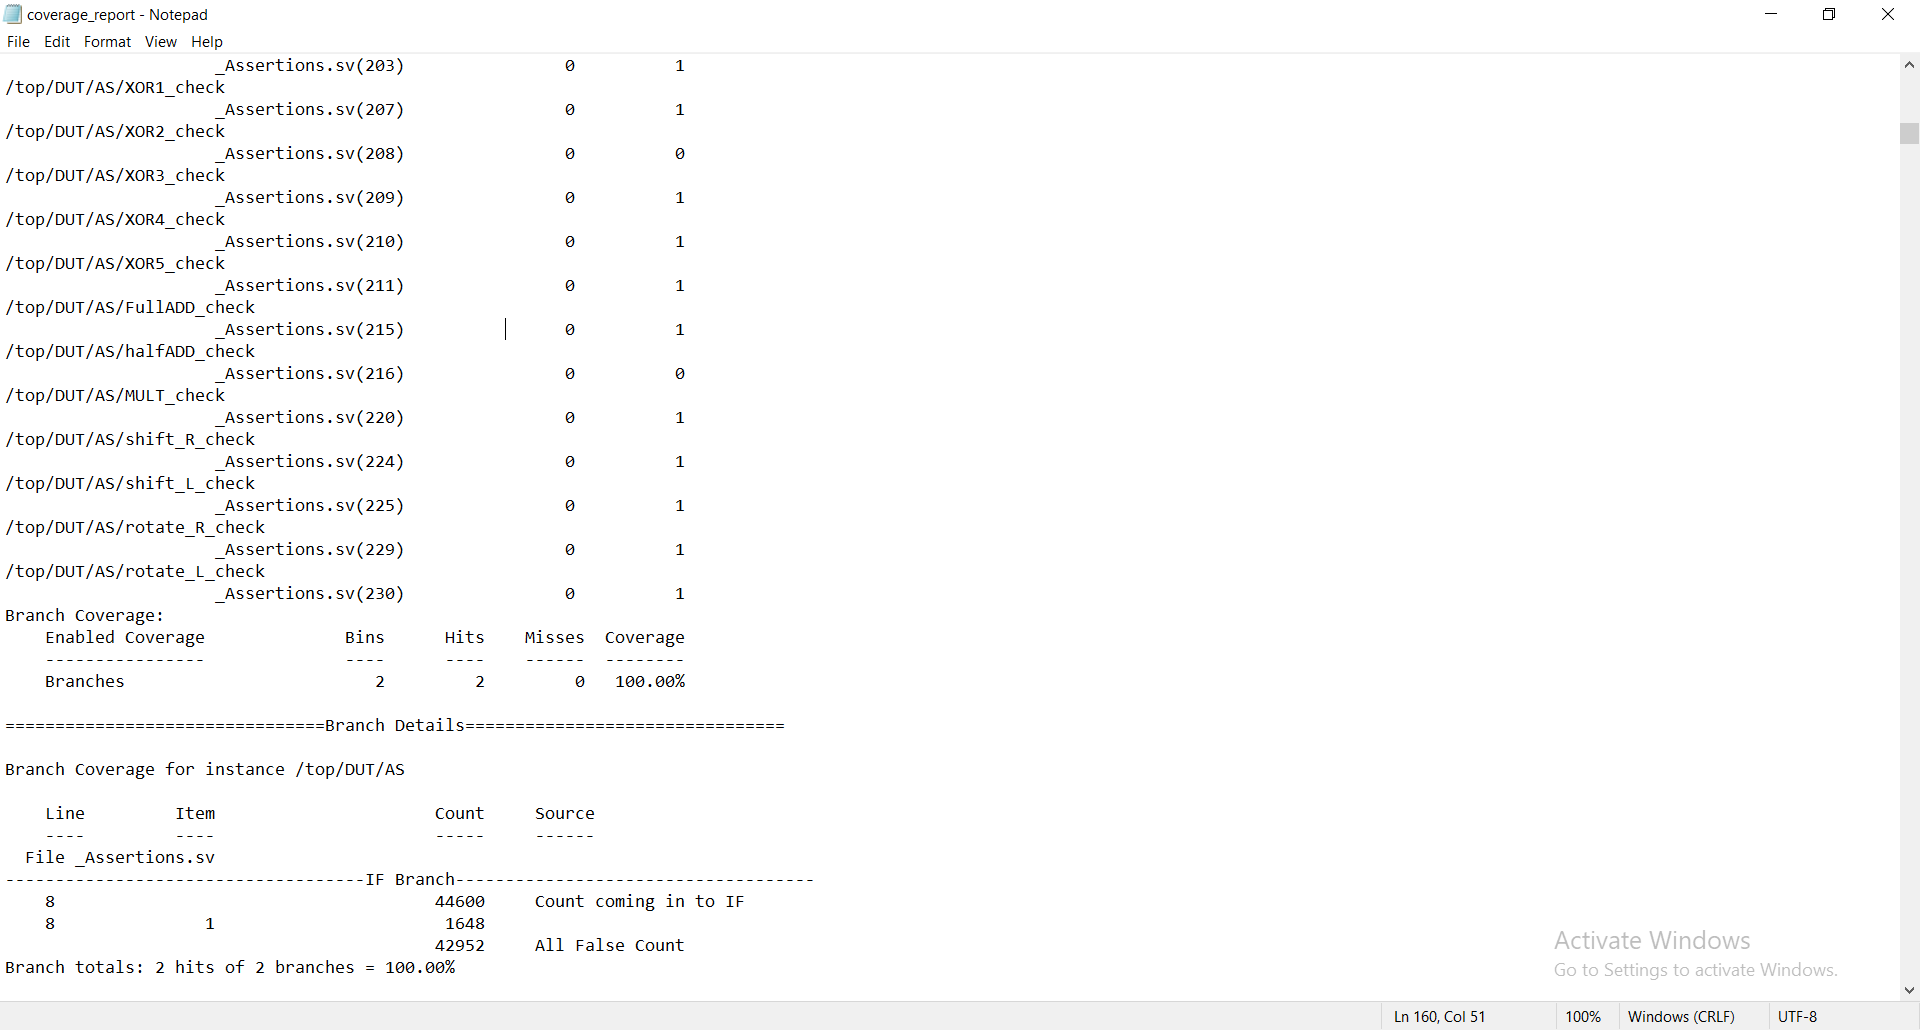 coverage_report - Notepad
File Edit Format View Help
_Assertions.sv(203) 0 1
/top/DUT/AS/XOR1_check
_Assertions.sv(207) 0 1
/top/DUT/AS/XOR2_check
_Assertions.sv(208) 0 0
/top/DUT/AS/XOR3_check
_Assertions.sv(209) 0 1
/top/DUT/AS/XOR4_check
_Assertions.sv(210) 0 1
/top/DUT/AS/XOR5_check
_Assertions.sv(211) 0 1
/top/DUT/AS/FullADD_check
_Assertions.sv(215) 0 1
/top/DUT/AS/halfADD_check
_Assertions.sv(216) 0 0
/top/DUT/AS/MULT_check
_Assertions.sv(220) 0 1
/top/DUT/AS/shift_R_check
_Assertions.sv(224) 0 1
/top/DUT/AS/shift_L_check
_Assertions.sv(225) 0 1
/top/DUT/AS/rotate_R_check
_Assertions.sv(229) 0 1
/top/DUT/AS/rotate_L_check
_Assertions.sv(230) 0 1
Branch Coverage:
Enabled Coverage Bins Hits Misses Coverage
---------------- ---- ---- ------ --------
Branches 2 2 0 100.00%
================================Branch Details================================
Branch Coverage for instance /top/DUT/AS
Line Item Count Source
---- ---- ----- ------
File _Assertions.sv
------------------------------------IF Branch------------------------------------
8 44600 Count coming in to IF
8 1 1648
42952 All False Count
Branch totals: 2 hits of 2 branches = 100.00%
Activate Windows
Go to Settings to activate Windows.
Ln 160, Col 51 100% Windows (CRLF) UTF-8